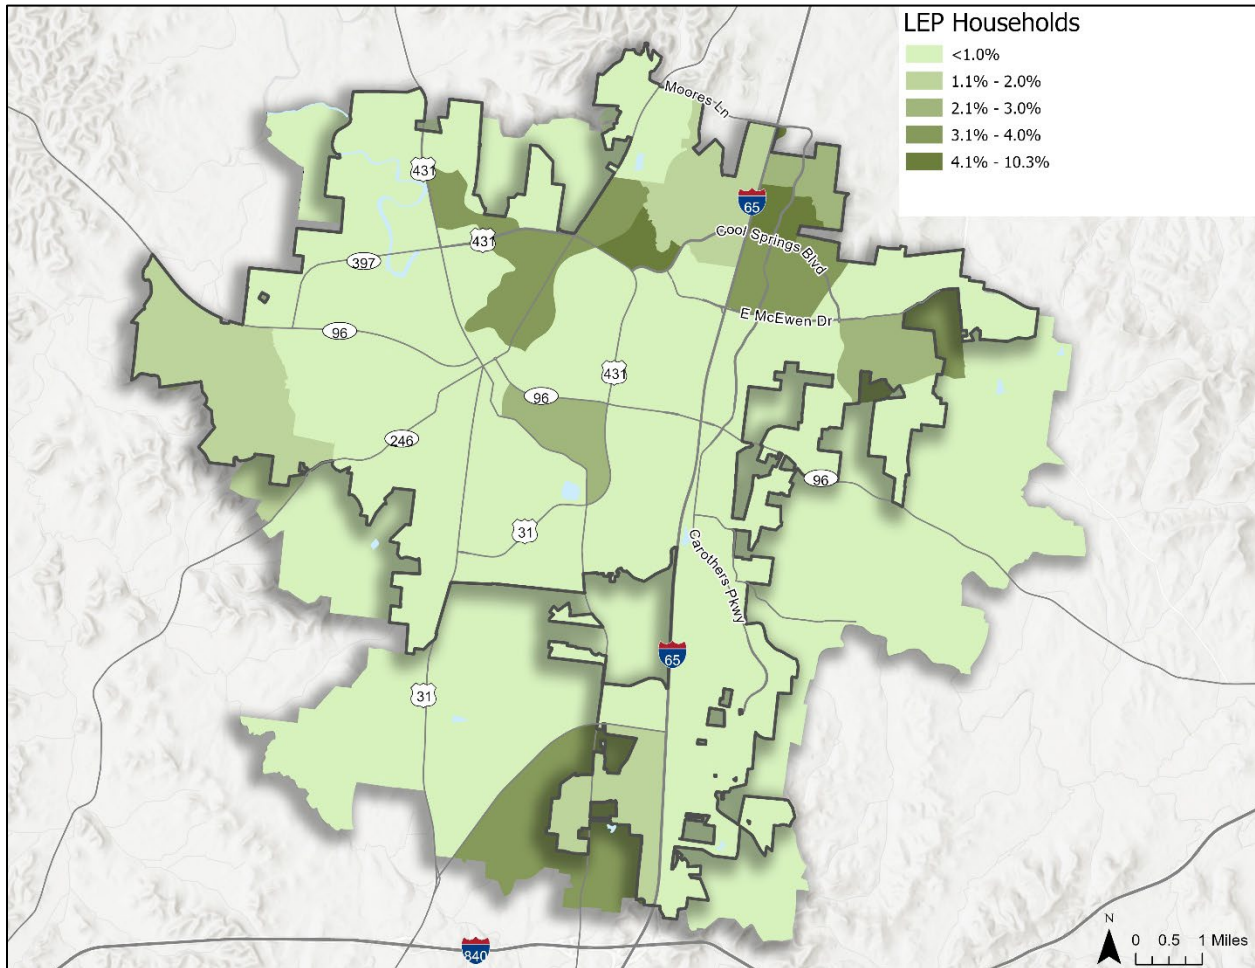 LEP Households
<1.0%
1.1% - 2.0%
2.1% - 3.0%
3.1% - 4.0%
4.1% - 10.3%
Moores Ln
431
65
431
Cool Springs Blvd
397
E McEwen Dr
96
431
96
246
96
31
Carothers Pkwy
65
31
N
0 0.5 1 Miles
840